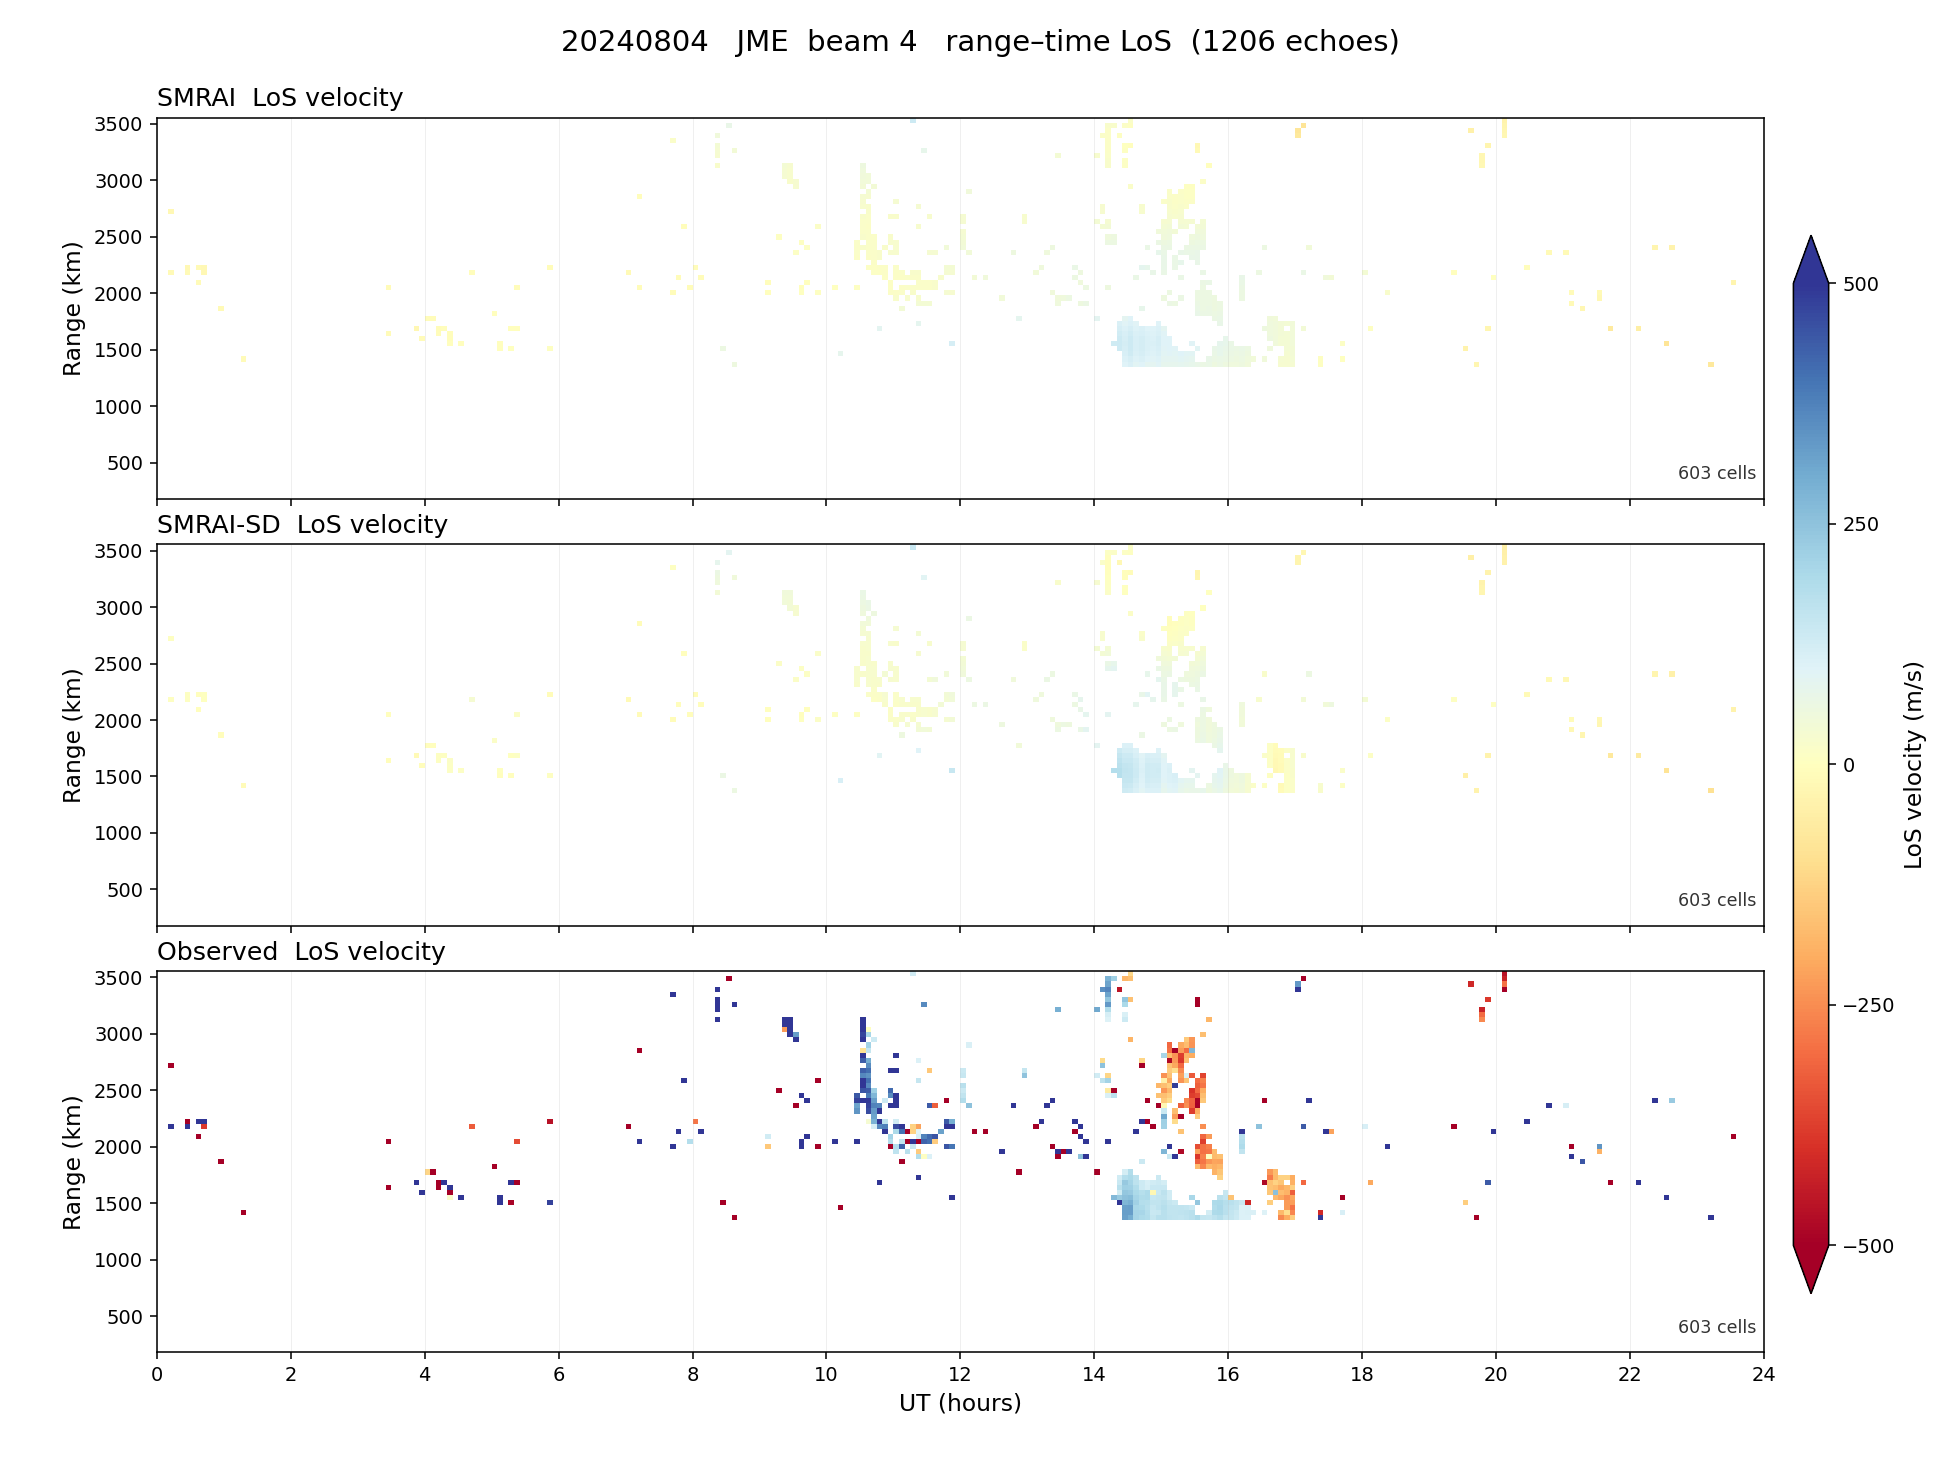 20240804   JME  beam 4   range–time LoS  (1206 echoes)
SMRAI  LoS velocity
3500
3000
2500
2000
1500
1000
500
Range (km)
603 cells
SMRAI-SD  LoS velocity
3500
3000
2500
2000
1500
1000
500
Range (km)
603 cells
Observed  LoS velocity
3500
3000
2500
2000
1500
1000
500
Range (km)
603 cells
0 2 4 6 8 10 12 14 16 18 20 22 24
UT (hours)
500
250
0
−250
−500
LoS velocity (m/s)